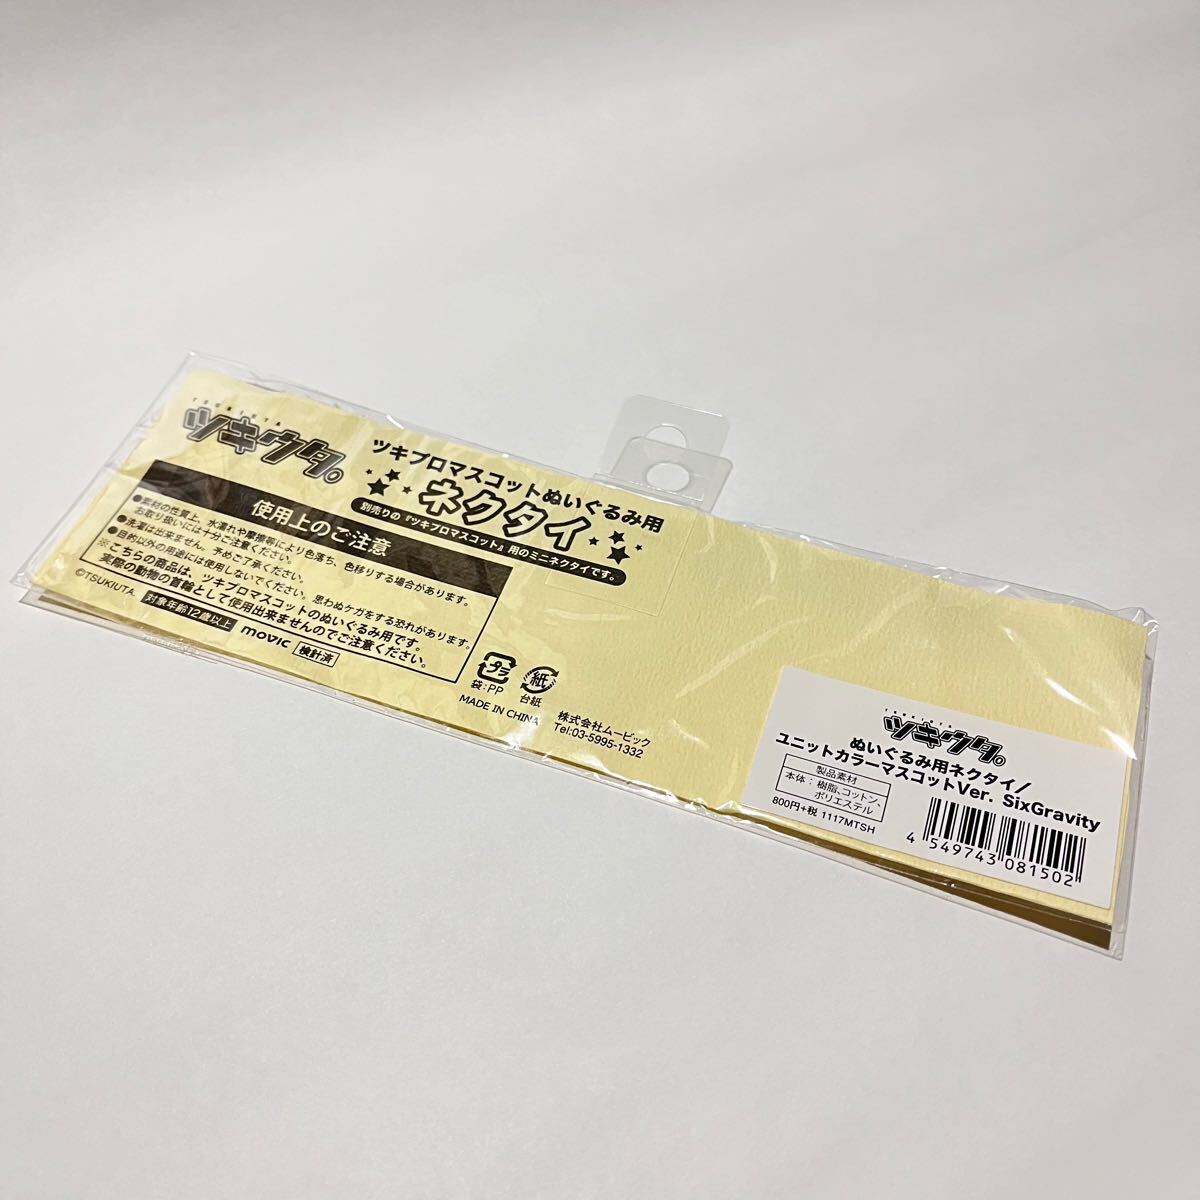 TSUKIUTA
ツキウタ。
ツキプロマスコットぬいぐるみ用
ネクタイ
別売りの『ツキプロマスコット』用のミニネクタイです。
使用上のご注意
●素材の性質上、水濡れや摩擦等により色落ち、色移りする場合があります。
お取り扱いには十分ご注意ください。
●洗濯は出来ません。予めご了承ください。
●目的以外の用途には使用しないでください。思わぬケガをする恐れがあります。
※こちらの商品は、ツキプロマスコットのぬいぐるみ用です。
実際の動物の首輪として使用出来ませんのでご注意ください。
©TSUKIUTA.
対象年齢12歳以上
movic
検計済
プラ
袋:PP
紙
台紙
MADE IN CHINA
株式会社ムービック
Tel:03-5995-1332
TSUKIUTA
ツキウタ。
ぬいぐるみ用ネクタイ/
ユニットカラーマスコットVer. SixGravity
製品素材
本体:樹脂、コットン、
ポリエステル
800円+税 1117MTSH
4 549743 081502